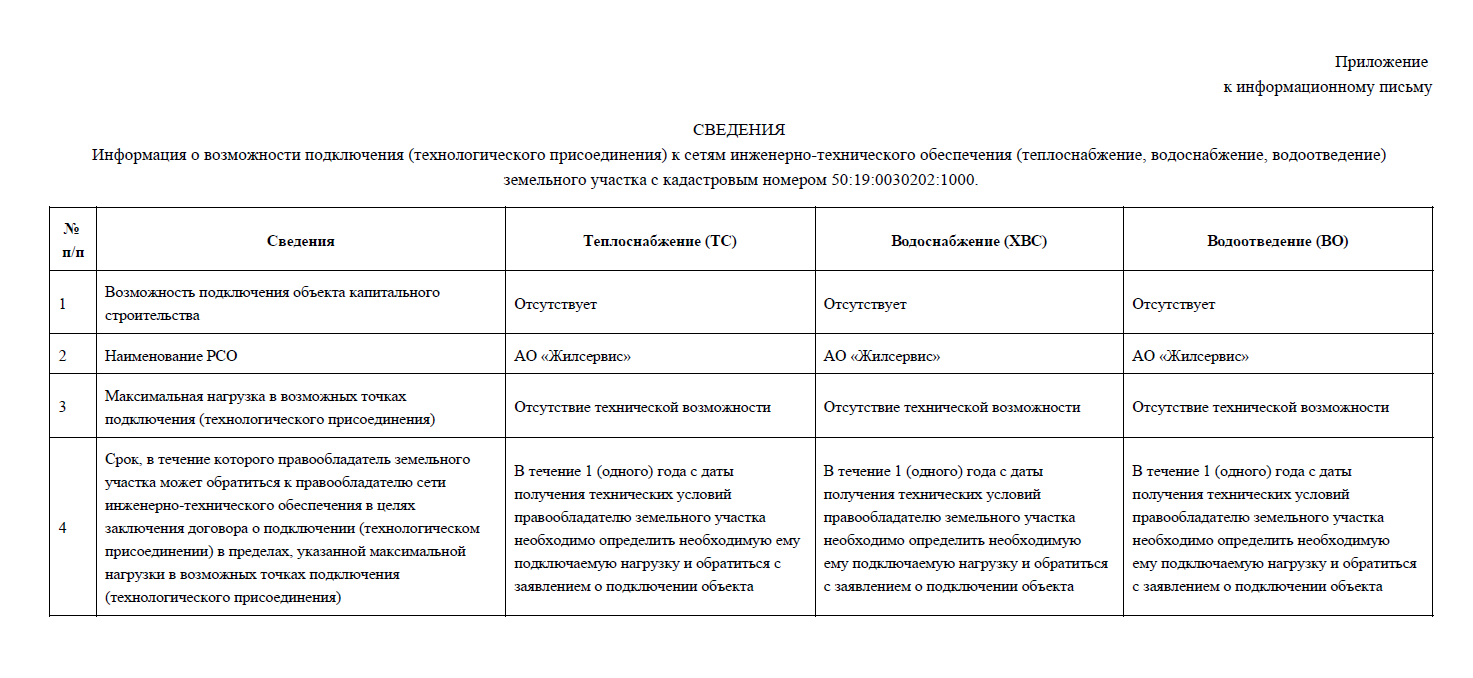 Приложение
к информационному письму
СВЕДЕНИЯ
Информация о возможности подключения (технологического присоединения) к сетям инженерно-технического обеспечения (теплоснабжение, водоснабжение, водоотведение)
земельного участка с кадастровым номером 50:19:0030202:1000.
№
п/п
Сведения
Теплоснабжение (ТС)
Водоснабжение (ХВС)
Водоотведение (ВО)
1
Возможность подключения объекта капитального
строительства
Отсутствует
Отсутствует
Отсутствует
2
Наименование РСО
АО «Жилсервис»
АО «Жилсервис»
АО «Жилсервис»
3
Максимальная нагрузка в возможных точках
подключения (технологического присоединения)
Отсутствие технической возможности
Отсутствие технической возможности
Отсутствие технической возможности
4
Срок, в течение которого правообладатель земельного
участка может обратиться к правообладателю сети
инженерно-технического обеспечения в целях
заключения договора о подключении (технологическом
присоединении) в пределах, указанной максимальной
нагрузки в возможных точках подключения
(технологического присоединения)
В течение 1 (одного) года с даты
получения технических условий
правообладателю земельного участка
необходимо определить необходимую ему
подключаемую нагрузку и обратиться с
заявлением о подключении объекта
В течение 1 (одного) года с даты
получения технических условий
правообладателю земельного участка
необходимо определить необходимую
ему подключаемую нагрузку и обратиться
с заявлением о подключении объекта
В течение 1 (одного) года с даты
получения технических условий
правообладателю земельного участка
необходимо определить необходимую
ему подключаемую нагрузку и обратиться
с заявлением о подключении объекта